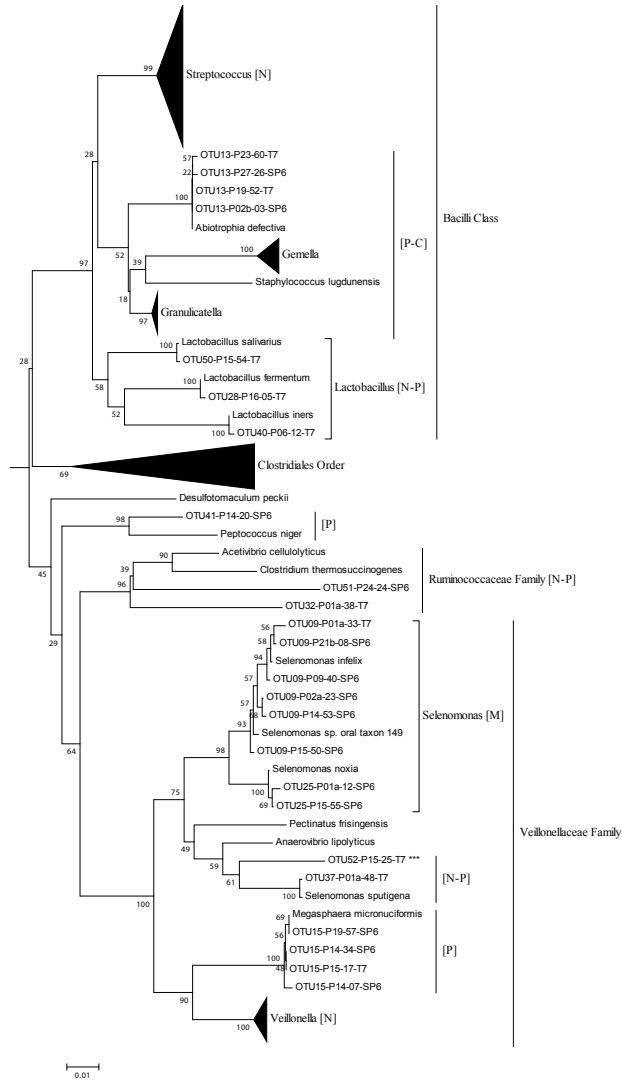 99
Streptococcus [N]
28
57
OTU13-P23-60-T7
22
OTU13-P27-26-SP6
OTU13-P19-52-T7
100
OTU13-P02b-03-SP6
Abiotrophia defectiva
[P-C]
Bacilli Class
52
100
Gemella
39
Staphylococcus lugdunensis
97
18
Granulicatella
97
Lactobacillus salivarius
100
OTU50-P15-54-T7
28
Lactobacillus fermentum
100
58
OTU28-P16-05-T7
Lactobacillus [N-P]
52
Lactobacillus iners
100
OTU40-P06-12-T7
69
Clostridiales Order
Desulfotomaculum peckii
OTU41-P14-20-SP6
98
[P]
Peptococcus niger
45
Acetivibrio cellulolyticus
90
39
Clostridium thermosuccinogenes
96
OTU51-P24-24-SP6
Ruminococcaceae Family [N-P]
OTU32-P01a-38-T7
29
56
OTU09-P01a-33-T7
58
OTU09-P21b-08-SP6
94
Selenomonas infelix
57
OTU09-P09-40-SP6
57
OTU09-P02a-23-SP6
68
OTU09-P14-53-SP6
Selenomonas [M]
93
Selenomonas sp. oral taxon 149
OTU09-P15-50-SP6
64
98
Selenomonas noxia
100
OTU25-P01a-12-SP6
75
69
OTU25-P15-55-SP6
Pectinatus frisingensis
Veillonellaceae Family
49
Anaerovibrio lipolyticus
59
OTU52-P15-25-T7 ***
61
OTU37-P01a-48-T7
[N-P]
100
Selenomonas sputigena
100
Megasphaera micronuciformis
69
OTU15-P19-57-SP6
56
OTU15-P14-34-SP6
[P]
100
48
OTU15-P15-17-T7
OTU15-P14-07-SP6
90
Veillonella [N]
100
0.01